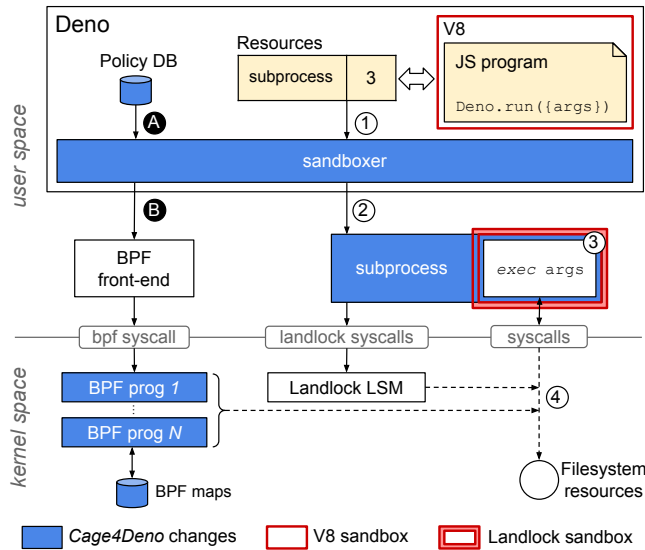 Deno
V8
Policy DB
Resources
subprocess 3
JS program
Deno.run({args})
A
1
sandboxer
user space
B
2
BPF
front-end
subprocess
3
exec args
bpf syscall
landlock syscalls
syscalls
kernel space
BPF prog 1
Landlock LSM
4
BPF prog N
BPF maps
Filesystem
resources
Cage4Deno changes
V8 sandbox
Landlock sandbox